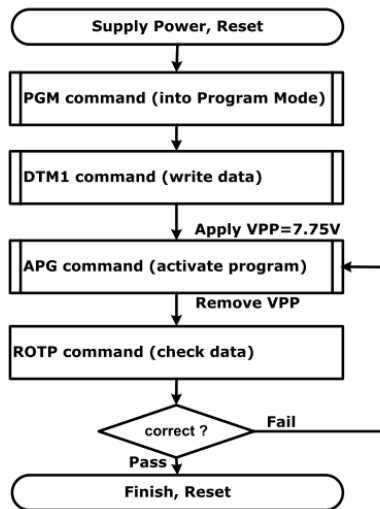 Supply Power, Reset
PGM command (into Program Mode)
DTM1 command (write data)
Apply VPP=7.75V
APG command (activate program)
Remove VPP
ROTP command (check data)
correct ?
Fail
Pass
Finish, Reset